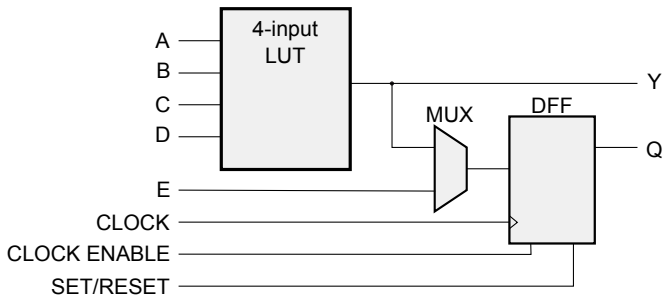 4-input
LUT
A
B
C
D
Y
MUX
DFF
Q
E
CLOCK
CLOCK ENABLE
SET/RESET